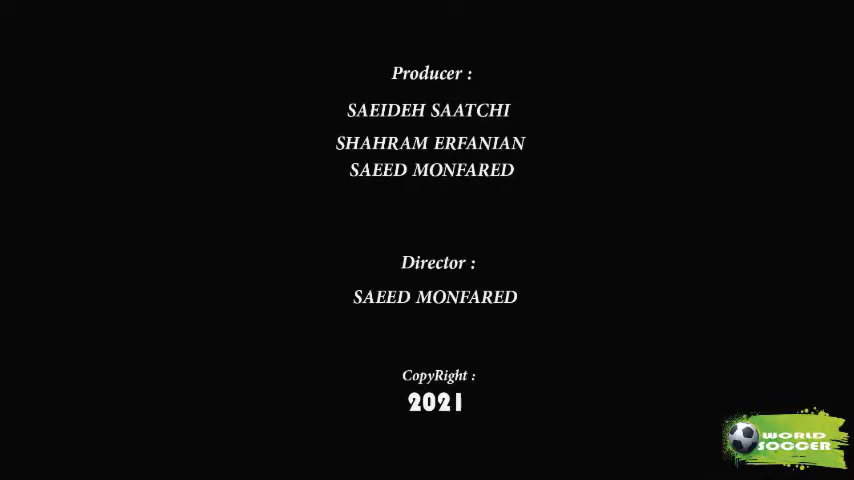 Producer :
SAEIDEH SAATCHI
SHAHRAM ERFANIAN
SAEED MONFARED
Director :
SAEED MONFARED
CopyRight :
2021
WORLD
SOCCER